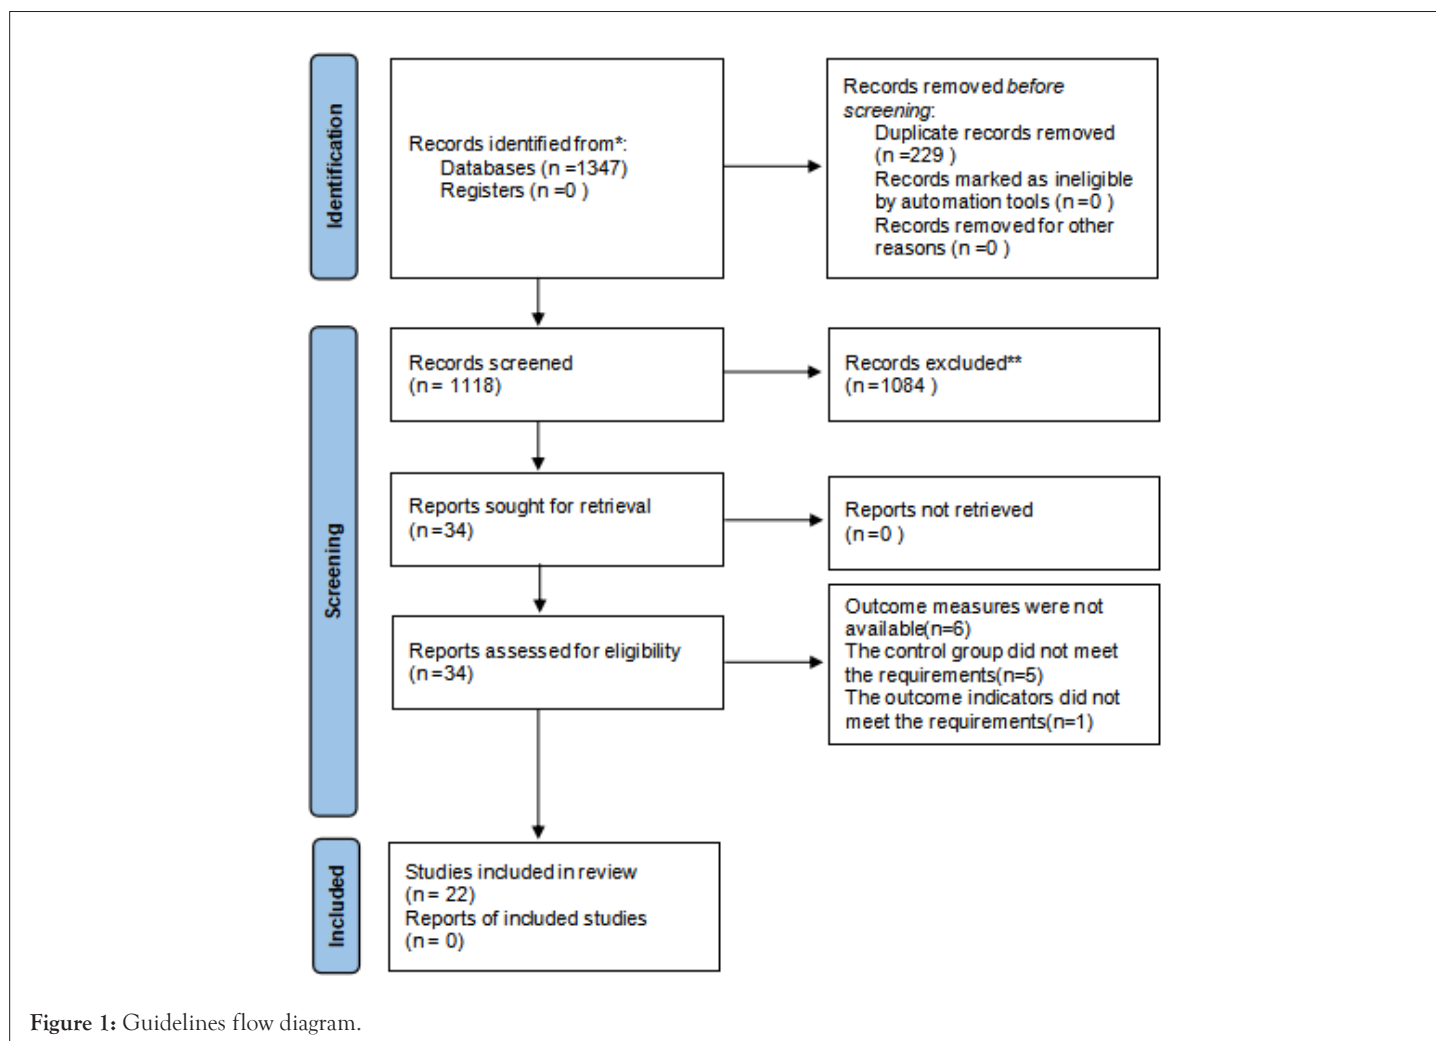 Identification
Records identified from*:
Databases (n =1347)
Registers (n =0 )
Records removed before
screening:
Duplicate records removed
(n =229 )
Records marked as ineligible
by automation tools (n =0 )
Records removed for other
reasons (n =0 )
Screening
Records screened
(n = 1118)
Records excluded**
(n =1084 )
Reports sought for retrieval
(n =34)
Reports not retrieved
(n =0 )
Reports assessed for eligibility
(n =34)
Outcome measures were not
available(n=6)
The control group did not meet
the requirements(n=5)
The outcome indicators did not
meet the requirements(n=1)
Included
Studies included in review
(n = 22)
Reports of included studies
(n = 0)
Figure 1: Guidelines flow diagram.